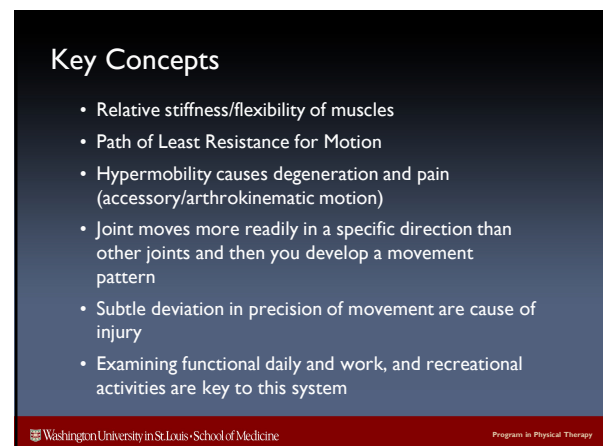 Key Concepts
• Relative stiffness/flexibility of muscles
• Path of Least Resistance for Motion
• Hypermobility causes degeneration and pain
(accessory/arthrokinematic motion)
• Joint moves more readily in a specific direction than
other joints and then you develop a movement
pattern
• Subtle deviation in precision of movement are cause of
injury
• Examining functional daily and work, and recreational
activities are key to this system
Washington University in St. Louis • School of Medicine
Program in Physical Therapy